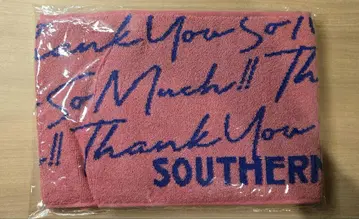 Thank You So
So Much!! Th
!! Thank You
SOUTHERN